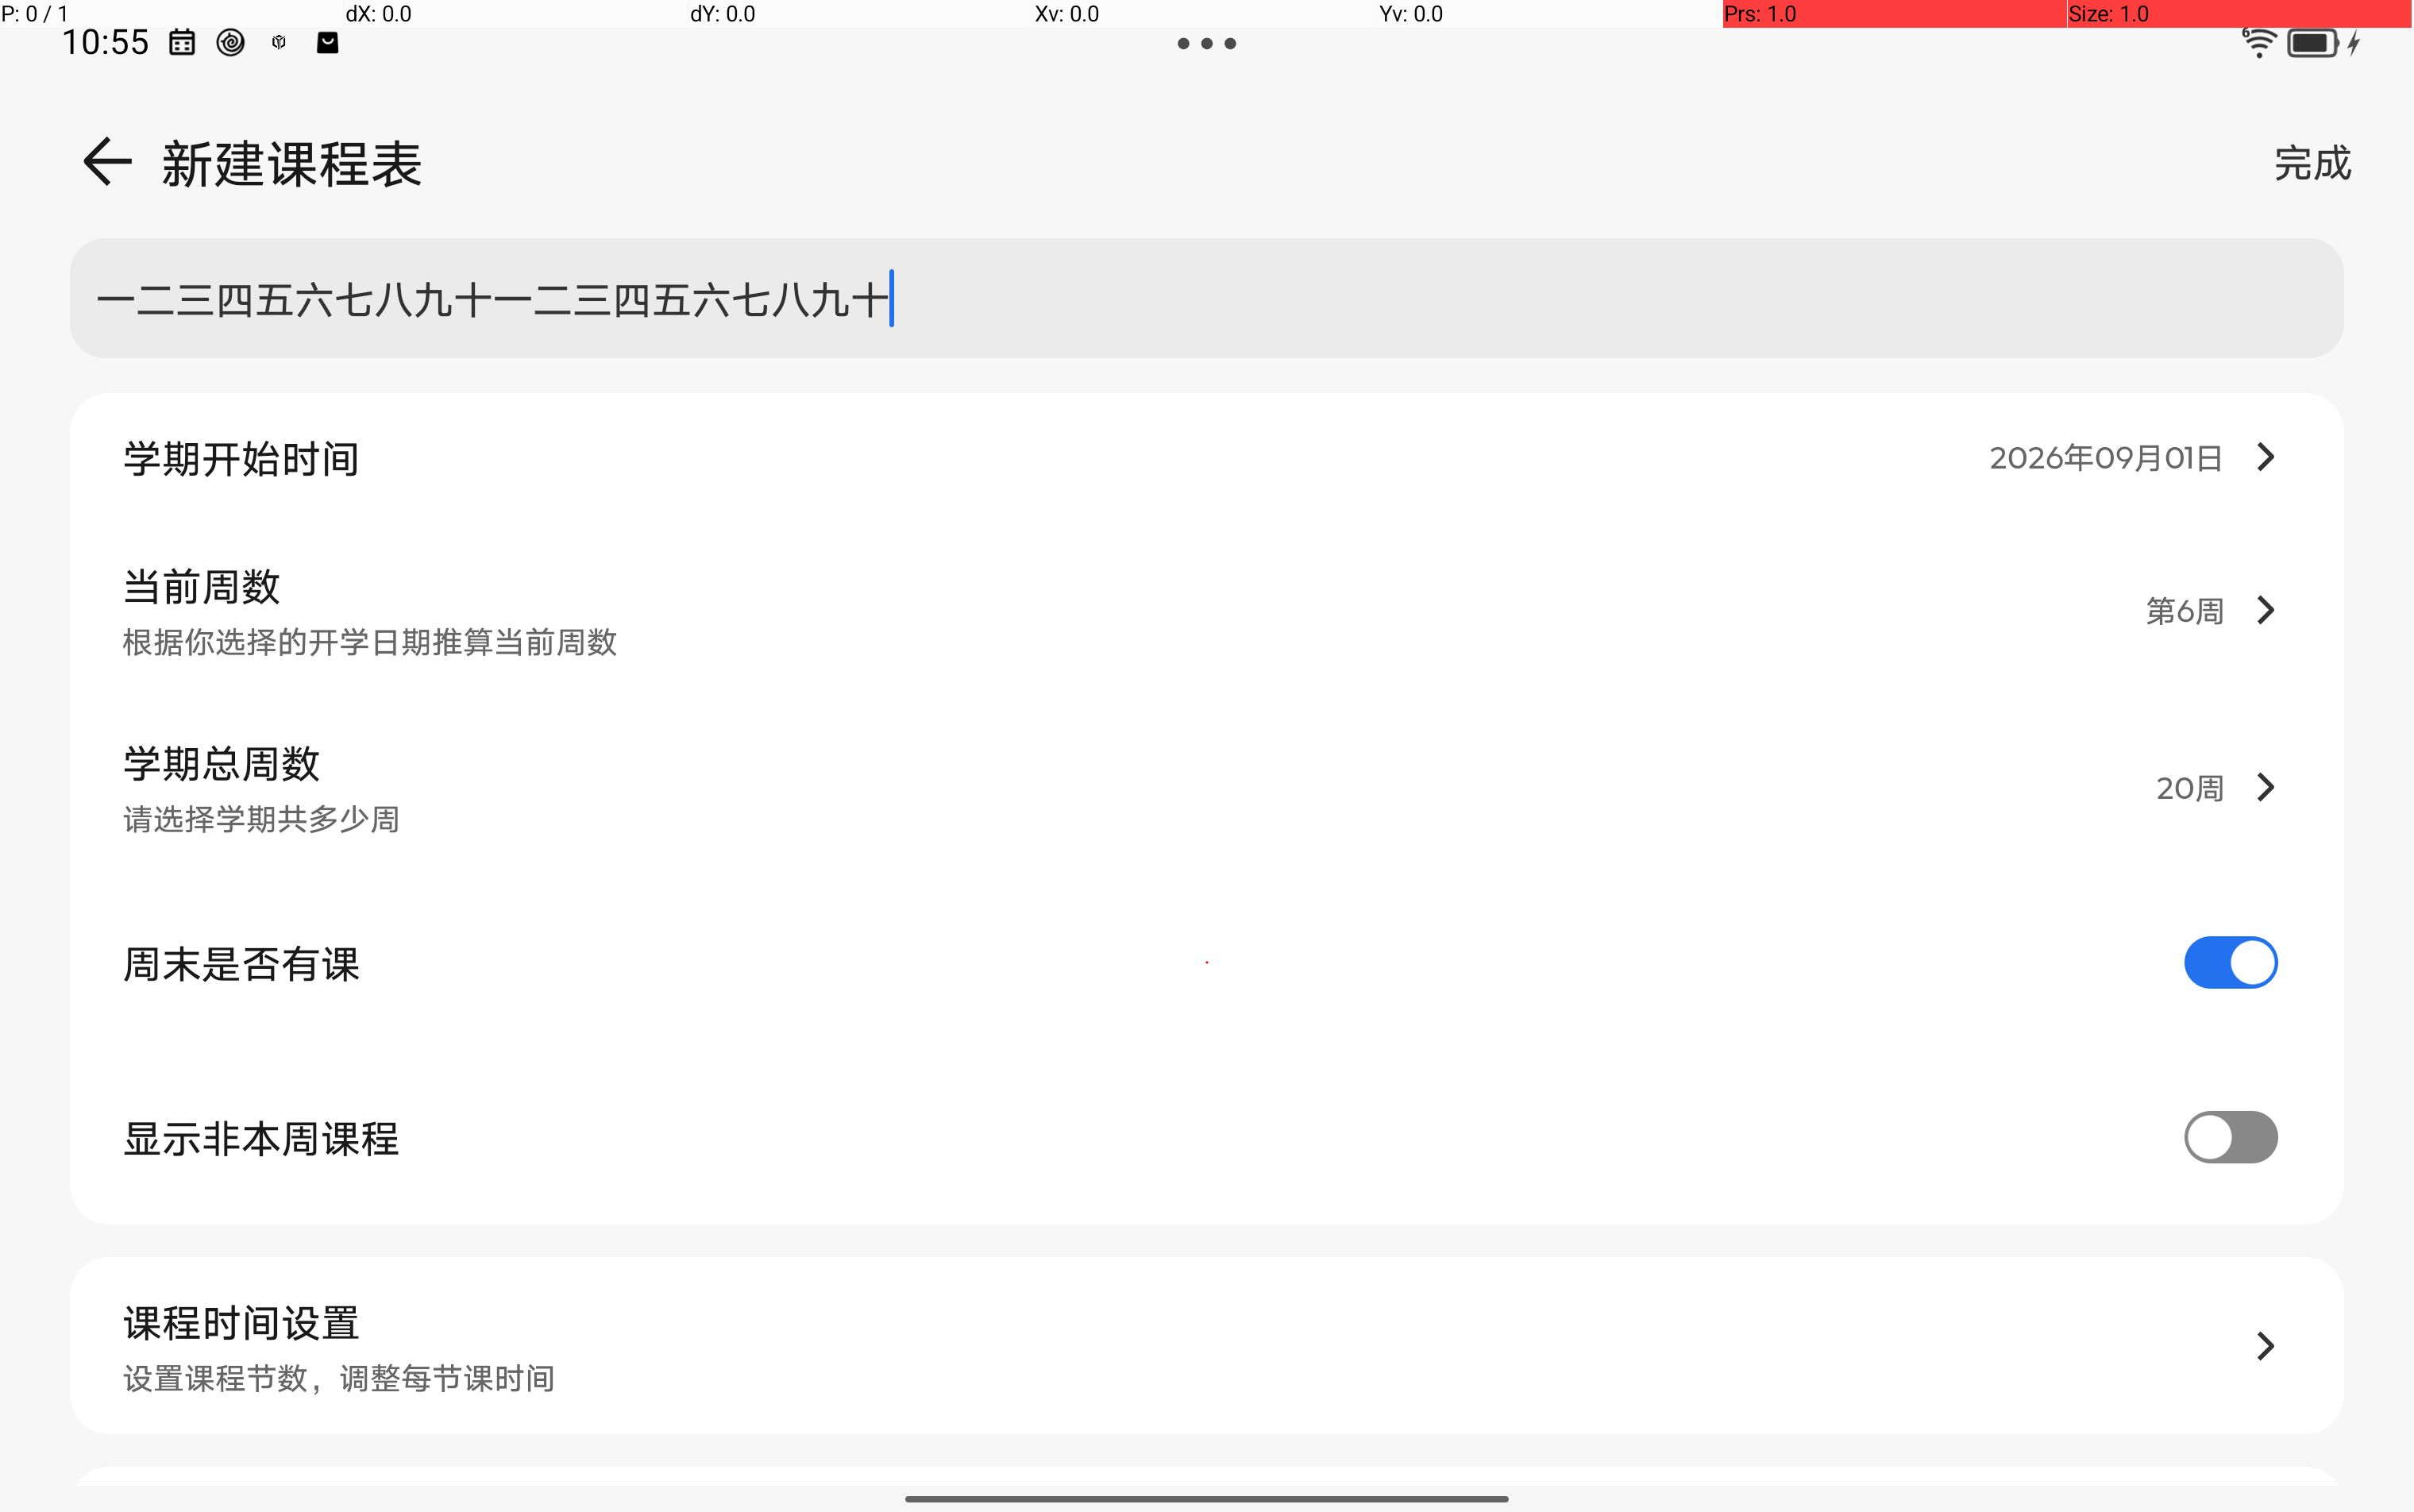 P: 0 / 1 dX: 0.0 dY: 0.0 Xv: 0.0 Yv: 0.0 Prs: 1.0 Size: 1.0
10:55 6
新建课程表 完成
一二三四五六七八九十一二三四五六七八九十
学期开始时间 2026年09月01日
当前周数 第6周
根据你选择的开学日期推算当前周数
学期总周数 20周
请选择学期共多少周
周末是否有课
显示非本周课程
课程时间设置
设置课程节数，调整每节课时间